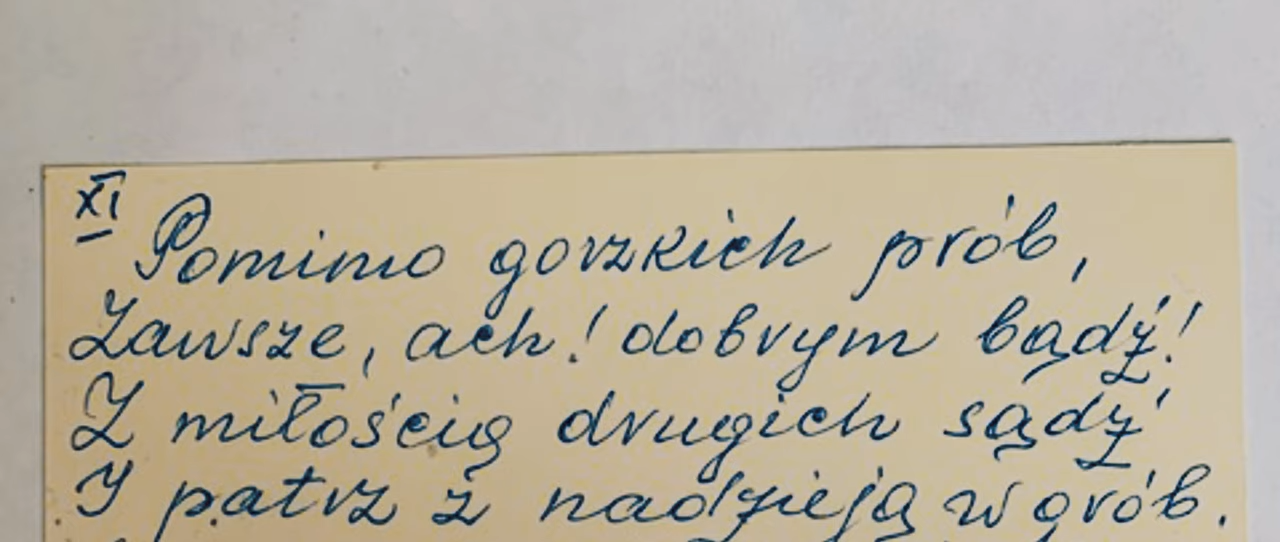 XI
Pomimo gorzkich prób,
Zawsze, ach! dobrym bądź!
Z miłością drugich sądź
I patrz z nadzieją w grób.